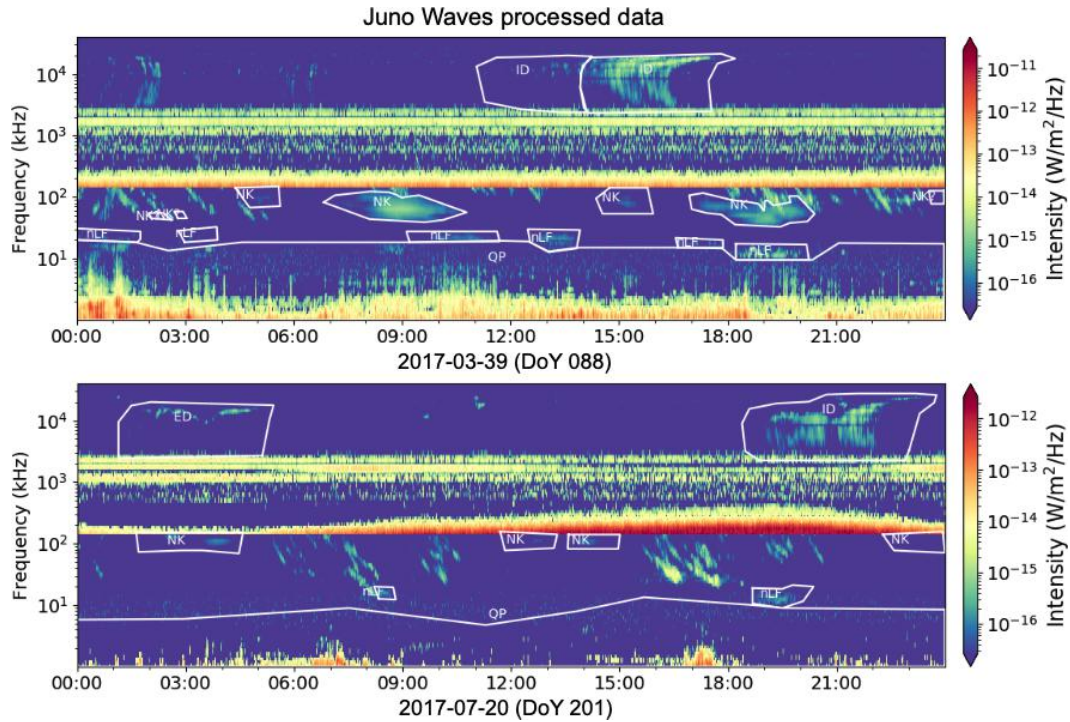 Juno Waves processed data
Frequency (kHz)
10⁴
10³
10²
10¹
ID
ID
NK
NK
NK
NK
NK?
nLF
nLF
nLF
nLF
nLF
nLF
QP
00:00 03:00 06:00 09:00 12:00 15:00 18:00 21:00
2017-03-39 (DoY 088)
10⁻¹¹
10⁻¹²
10⁻¹³
10⁻¹⁴
10⁻¹⁵
10⁻¹⁶
Intensity (W/m²/Hz)
Frequency (kHz)
10⁴
10³
10²
10¹
ED
ID
NK
NK
NK
NK
nLF
nLF
QP
00:00 03:00 06:00 09:00 12:00 15:00 18:00 21:00
2017-07-20 (DoY 201)
10⁻¹²
10⁻¹³
10⁻¹⁴
10⁻¹⁵
10⁻¹⁶
Intensity (W/m²/Hz)